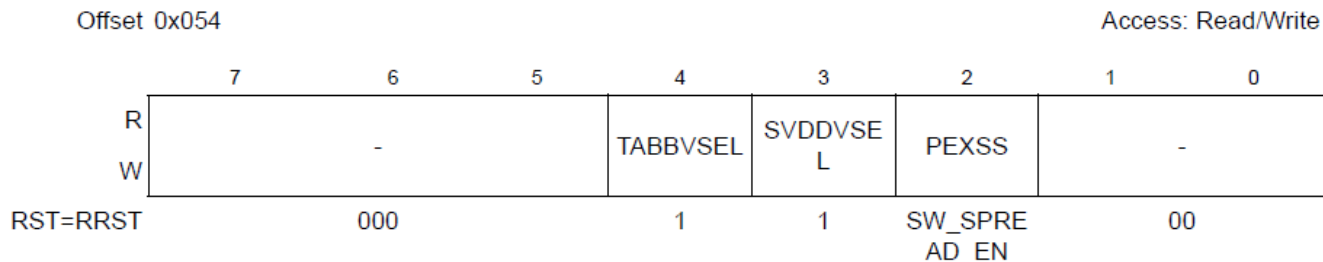 Offset 0x054 Access: Read/Write
7 6 5 4 3 2 1 0
R
W
- TABBVSEL SVDDVSE
L PEXSS -
RST=RRST 000 1 1 SW_SPRE
AD_EN 00